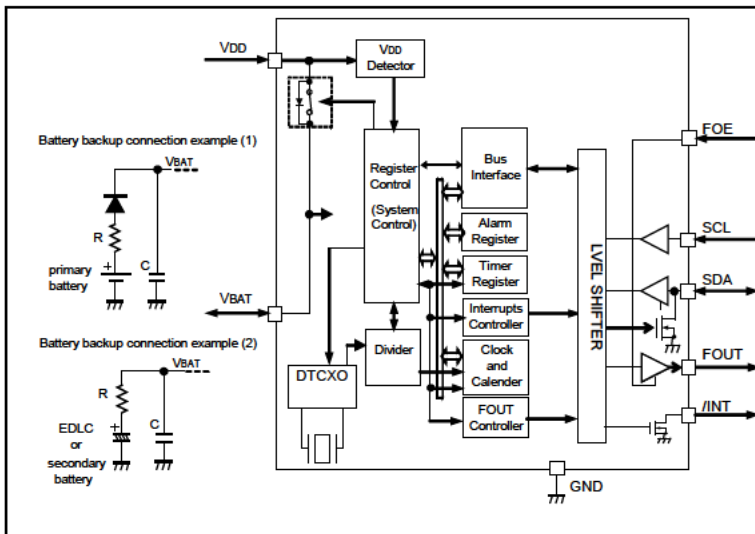 VDD
VDD
Detector
Battery backup connection example (1)
VBAT
R
+
primary
battery
C
Register
Control
(System
Control)
Bus
Interface
Alarm
Register
Timer
Register
Interrupts
Controller
Clock
and
Calender
FOUT
Controller
LVEL SHIFTER
FOE
SCL
SDA
FOUT
/INT
VBAT
Battery backup connection example (2)
VBAT
R
+
EDLC
or
secondary
battery
C
Divider
DTCXO
GND